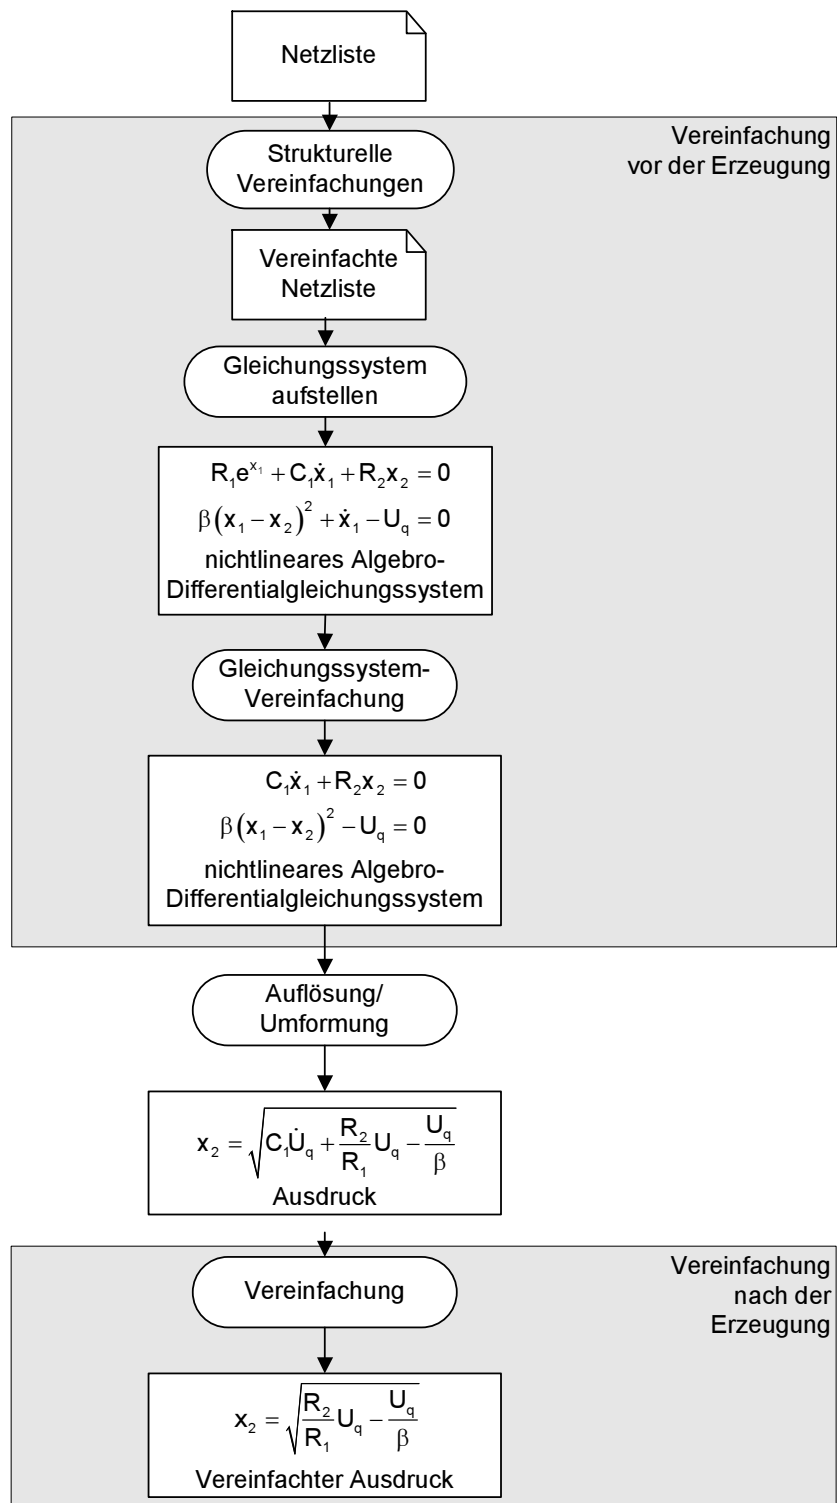 Netzliste
Vereinfachung
vor der Erzeugung
Strukturelle
Vereinfachungen
Vereinfachte
Netzliste
Gleichungssystem
aufstellen
R₁e^{x₁} + C₁ẋ₁ + R₂x₂ = 0
β(x₁ − x₂)² + ẋ₁ − U_q = 0
nichtlineares Algebro-
Differentialgleichungssystem
Gleichungssystem-
Vereinfachung
C₁ẋ₁ + R₂x₂ = 0
β(x₁ − x₂)² − U_q = 0
nichtlineares Algebro-
Differentialgleichungssystem
Auflösung/
Umformung
x₂ = √(C₁U̇_q + R₂/R₁ U_q − U_q/β)
Ausdruck
Vereinfachung
nach der
Erzeugung
Vereinfachung
x₂ = √(R₂/R₁ U_q − U_q/β)
Vereinfachter Ausdruck